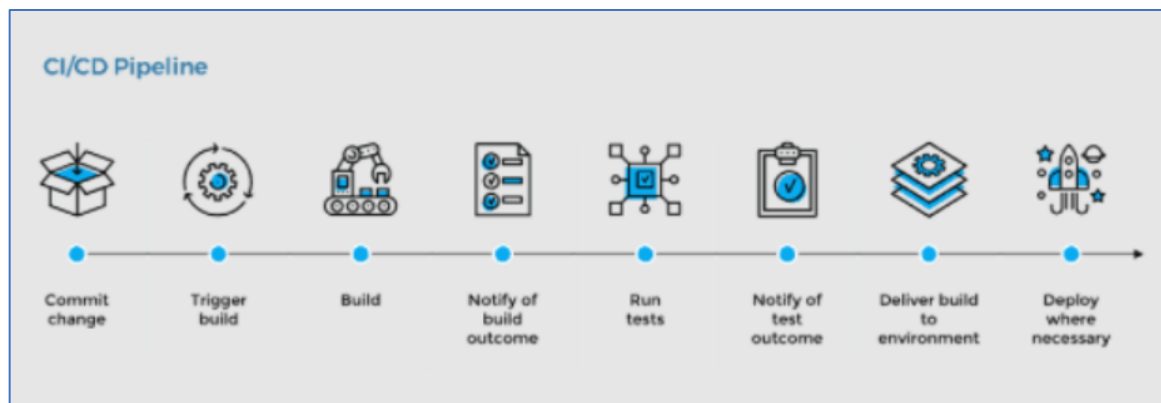 CI/CD Pipeline
Commit
change
Trigger
build
Build
Notify of
build
outcome
Run
tests
Notify of
test
outcome
Deliver build
to
environment
Deploy
where
necessary